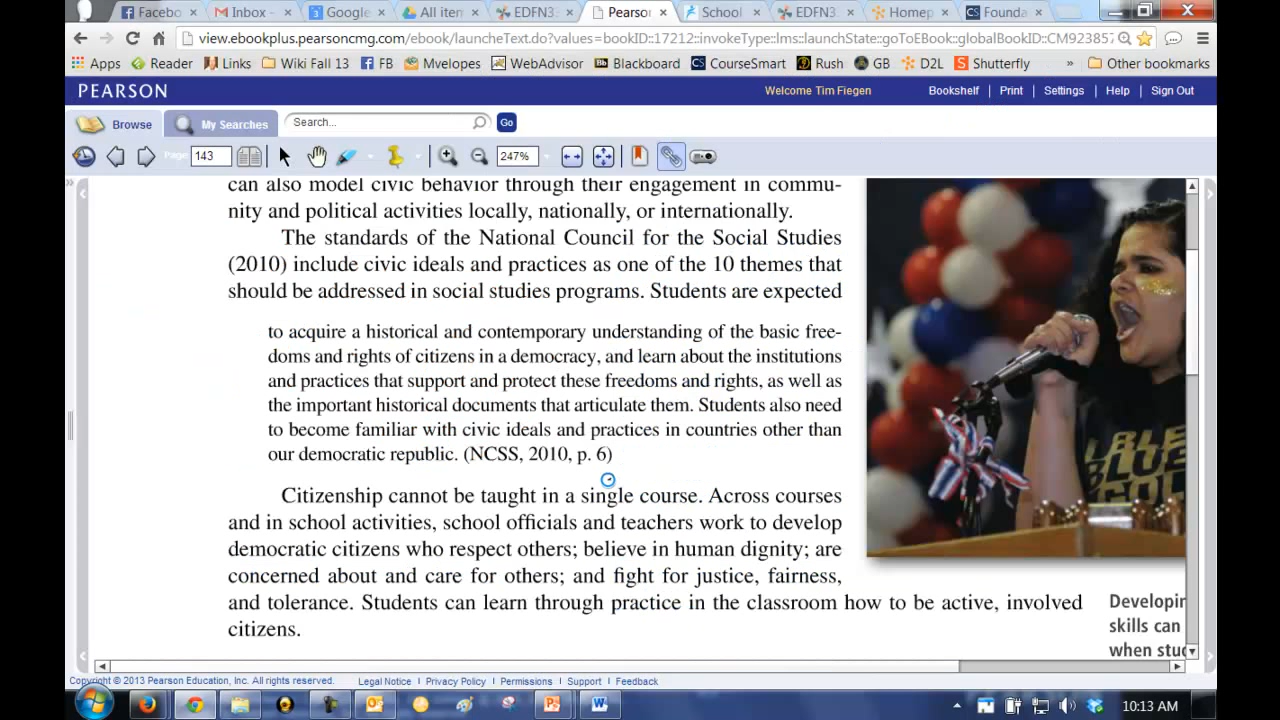 Facebo
Inbox -
Google
All item
EDFN3
Pearso
School
EDFN3
Homep
CS Founda
view.ebookplus.pearsoncmg.com/ebook/launcheText.do?values=bookID::17212::invokeType::lms::launchState::goToEBook::globalBookID::CM923857
Apps
Reader
Links
Wiki Fall 13
FB
Mvelopes
WebAdvisor
Bb Blackboard
CS CourseSmart
Rush
GB
D2L
S Shutterfly
»
Other bookmarks
PEARSON
Welcome Tim Fiegen
Bookshelf | Print | Settings | Help | Sign Out
Browse
My Searches
Search...
Go
Page 143
247%
can also model civic behavior through their engagement in commu-
nity and political activities locally, nationally, or internationally.
The standards of the National Council for the Social Studies
(2010) include civic ideals and practices as one of the 10 themes that
should be addressed in social studies programs. Students are expected
to acquire a historical and contemporary understanding of the basic free-
doms and rights of citizens in a democracy, and learn about the institutions
and practices that support and protect these freedoms and rights, as well as
the important historical documents that articulate them. Students also need
to become familiar with civic ideals and practices in countries other than
our democratic republic. (NCSS, 2010, p. 6)
Citizenship cannot be taught in a single course. Across courses
and in school activities, school officials and teachers work to develop
democratic citizens who respect others; believe in human dignity; are
concerned about and care for others; and fight for justice, fairness,
and tolerance. Students can learn through practice in the classroom how to be active, involved
citizens.
BLUE
GOL
Developin
skills can
when stud
Copyright © 2013 Pearson Education, Inc. All rights reserved.
Legal Notice | Privacy Policy | Permissions | Support | Feedback
10:13 AM